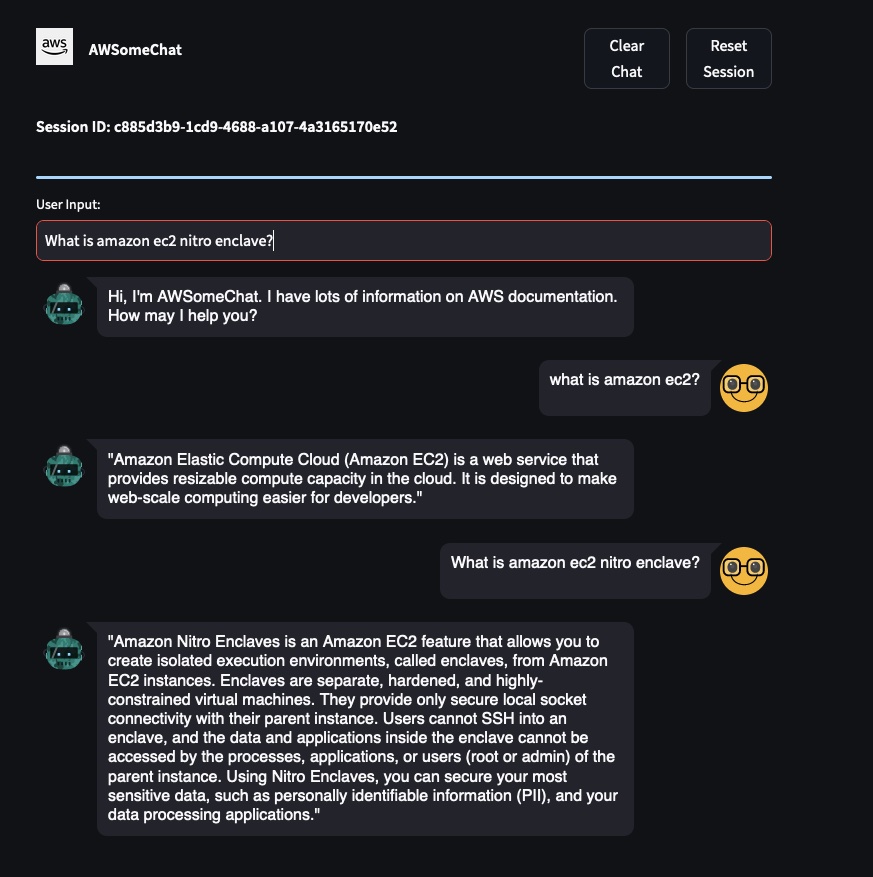 aws
AWSomeChat
Clear
Chat
Reset
Session
Session ID: c885d3b9-1cd9-4688-a107-4a3165170e52
User Input:
What is amazon ec2 nitro enclave?
Hi, I'm AWSomeChat. I have lots of information on AWS documentation.
How may I help you?
what is amazon ec2?
"Amazon Elastic Compute Cloud (Amazon EC2) is a web service that
provides resizable compute capacity in the cloud. It is designed to make
web-scale computing easier for developers."
What is amazon ec2 nitro enclave?
"Amazon Nitro Enclaves is an Amazon EC2 feature that allows you to
create isolated execution environments, called enclaves, from Amazon
EC2 instances. Enclaves are separate, hardened, and highly-
constrained virtual machines. They provide only secure local socket
connectivity with their parent instance. Users cannot SSH into an
enclave, and the data and applications inside the enclave cannot be
accessed by the processes, applications, or users (root or admin) of the
parent instance. Using Nitro Enclaves, you can secure your most
sensitive data, such as personally identifiable information (PII), and your
data processing applications."